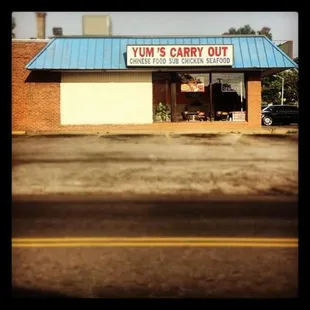 YUM'S CARRY OUT
CHINESE FOOD SUB CHICKEN SEAFOOD